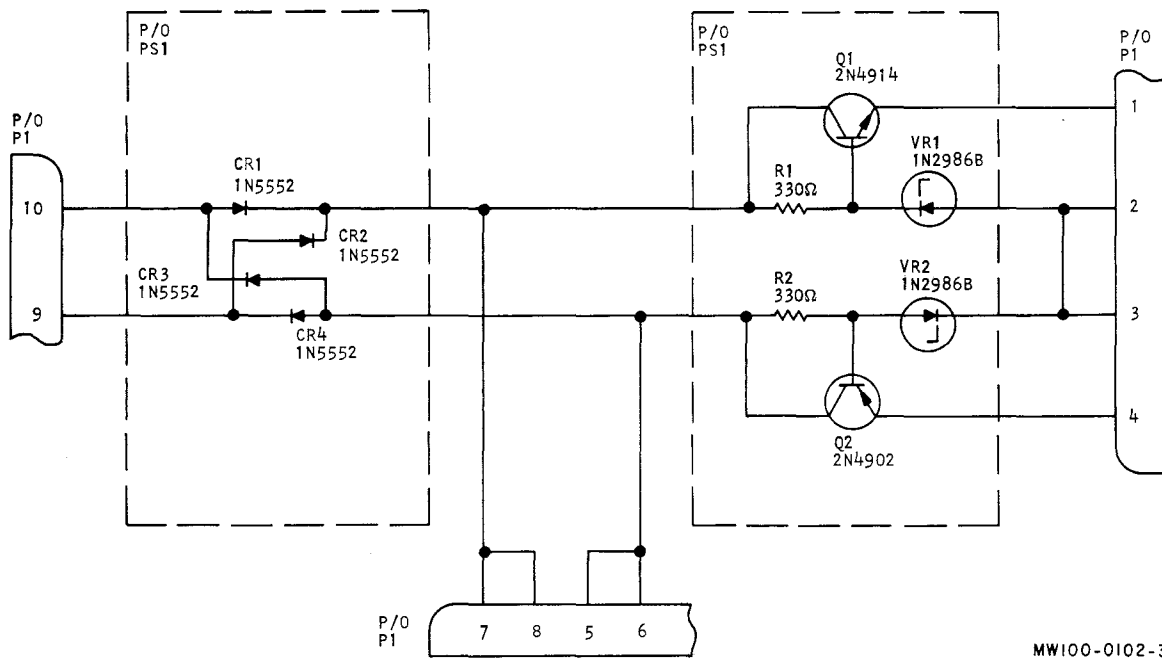 P/O
PS1
P/O
PS1
P/O
P1
Q1
2N4914
1
P/O
P1
CR1
1N5552
R1
330Ω
VR1
1N2986B
10
2
CR2
1N5552
CR3
1N5552
R2
330Ω
VR2
1N2986B
9
3
CR4
1N5552
4
Q2
2N4902
P/O
P1
7 8 5 6
MW100-0102-3